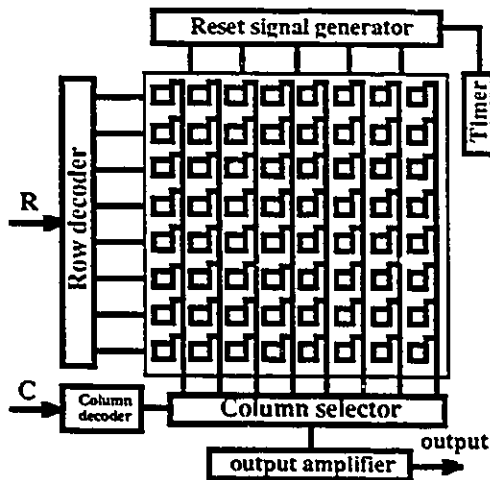 Reset signal generator
Timer
Row decoder
R
C
Column
decoder
Column selector
output
output amplifier